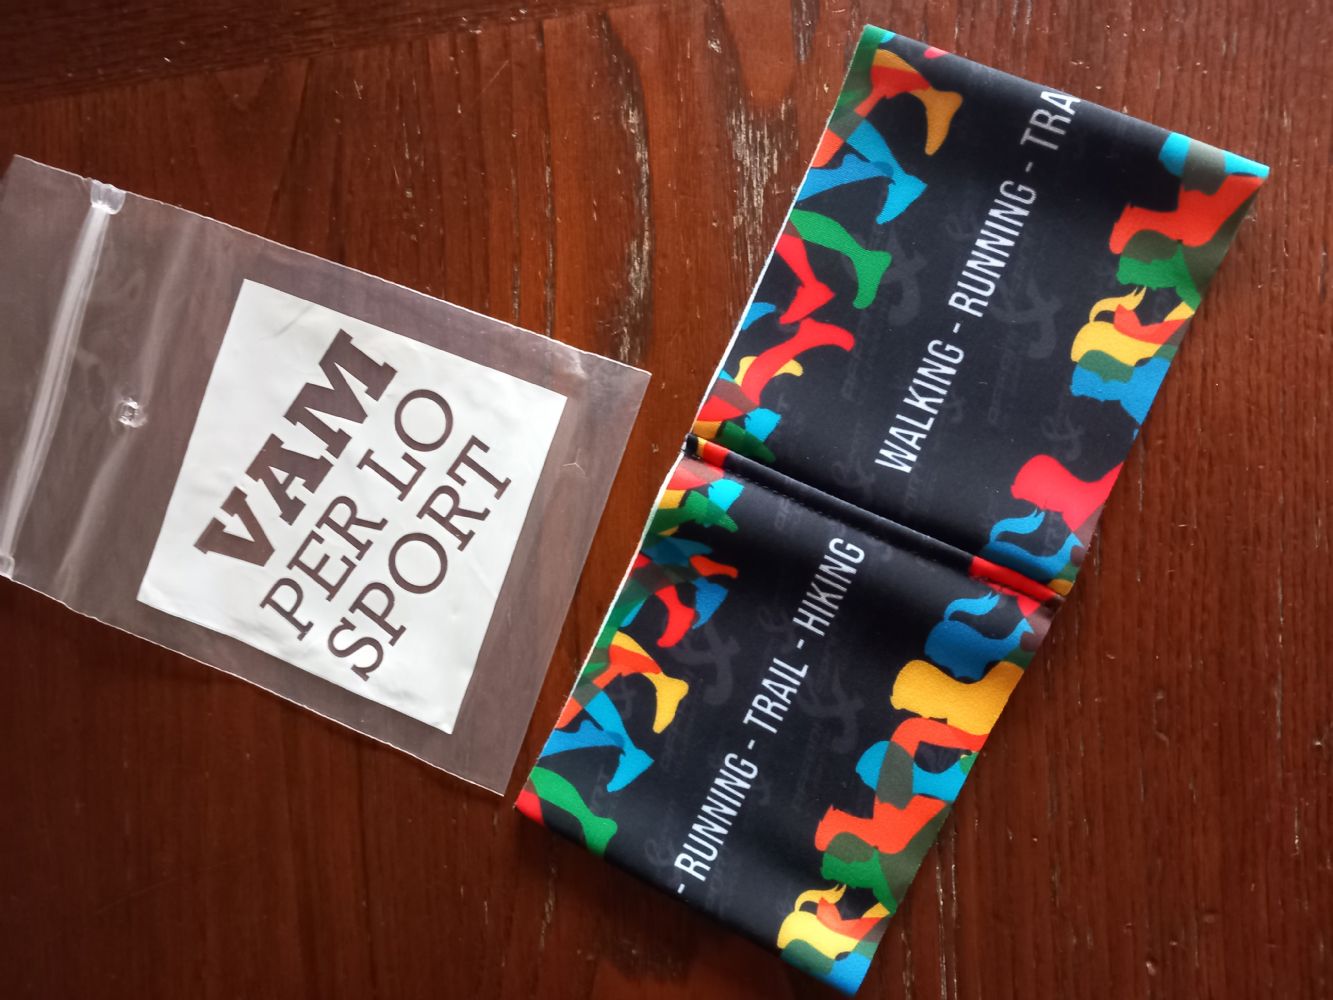 VAM
PER LO
SPORT
WALKING - RUNNING - TRA
- RUNNING - TRAIL - HIKING